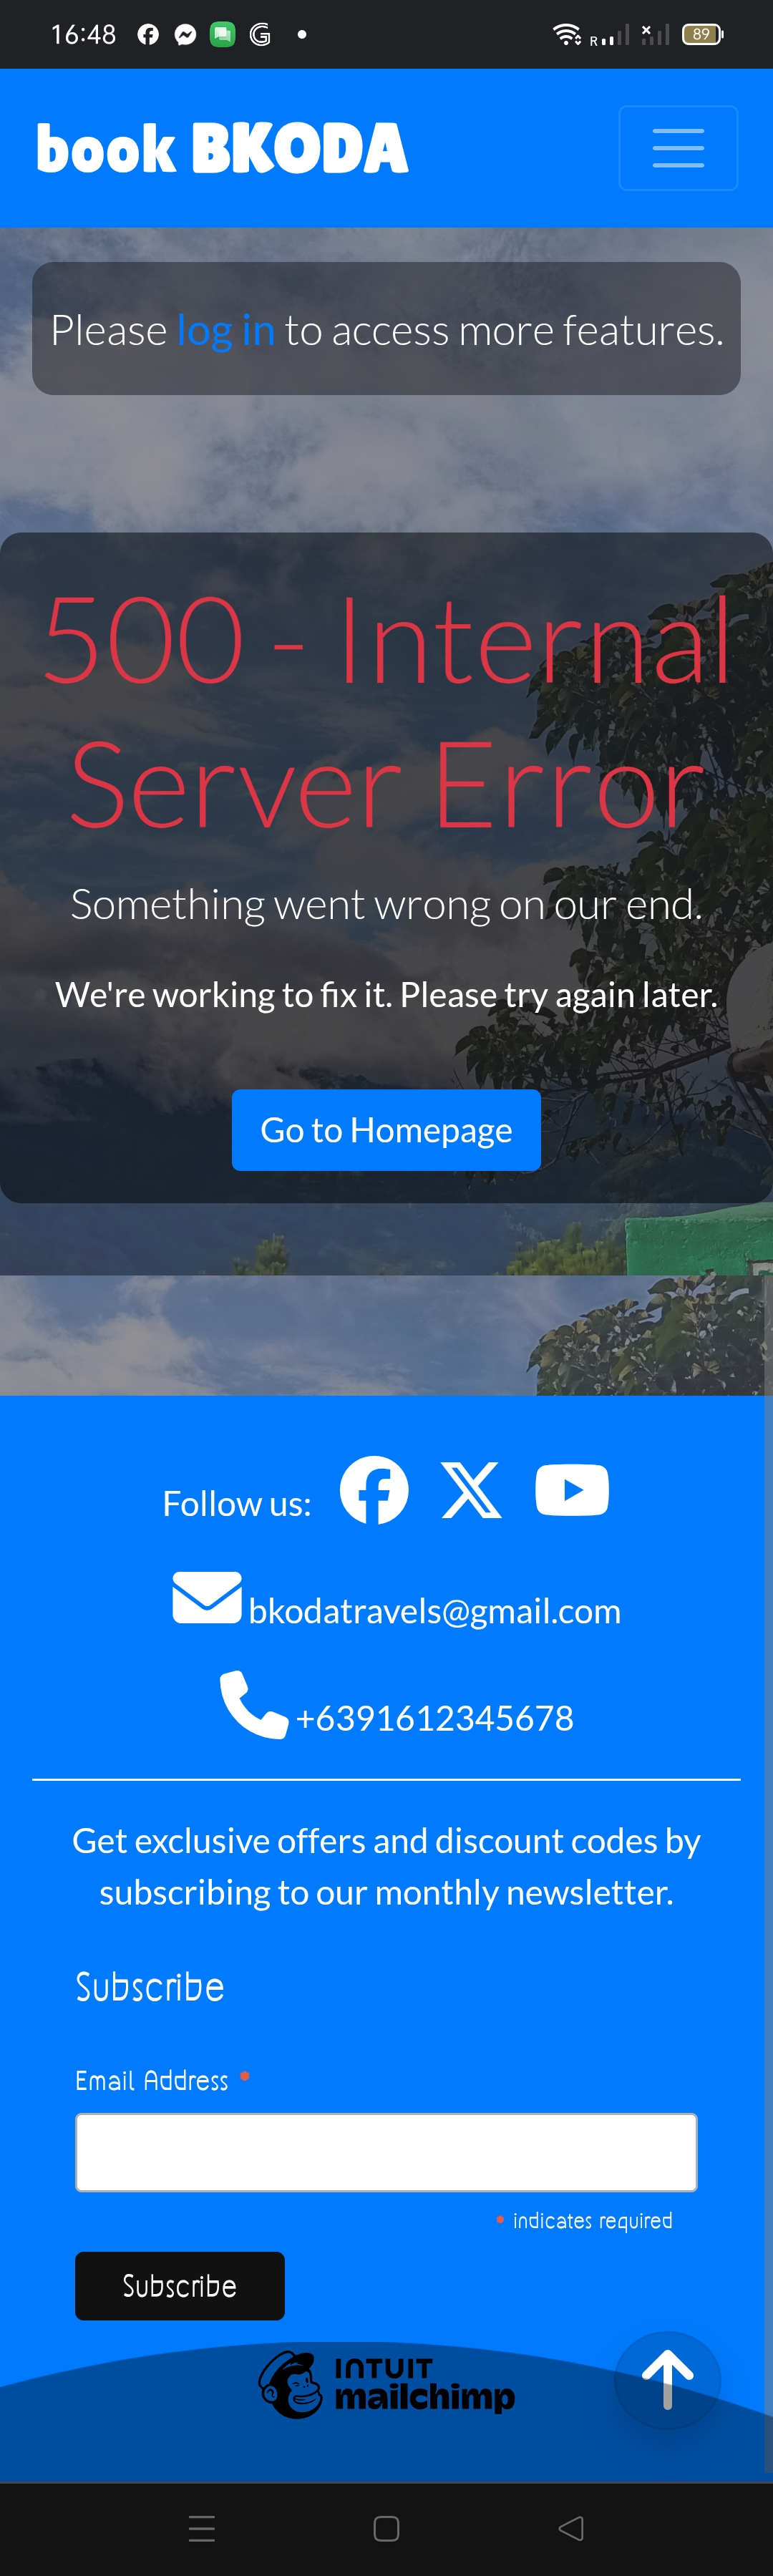 16:48
R
89
book BKODA
Please log in to access more features.
500 - Internal
Server Error
Something went wrong on our end.
We're working to fix it. Please try again later.
Go to Homepage
Follow us:
bkodatravels@gmail.com
+6391612345678
Get exclusive offers and discount codes by
subscribing to our monthly newsletter.
Subscribe
Email Address *
* indicates required
Subscribe
INTUIT
mailchimp